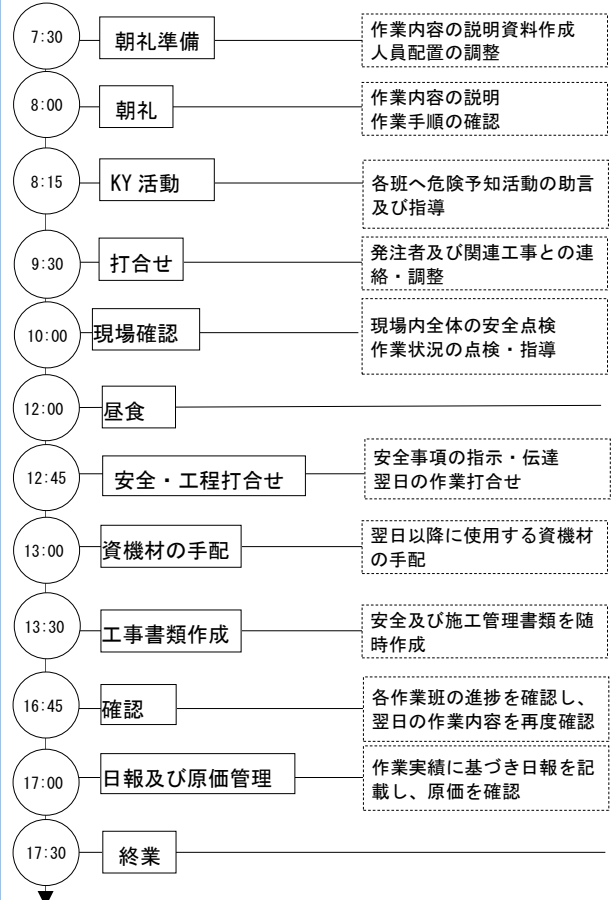 7:30
朝礼準備
作業内容の説明資料作成
人員配置の調整
8:00
朝礼
作業内容の説明
作業手順の確認
8:15
KY 活動
各班へ危険予知活動の助言
及び指導
9:30
打合せ
発注者及び関連工事との連
絡・調整
10:00
現場確認
現場内全体の安全点検
作業状況の点検・指導
12:00
昼食
12:45
安全・工程打合せ
安全事項の指示・伝達
翌日の作業打合せ
13:00
資機材の手配
翌日以降に使用する資機材
の手配
13:30
工事書類作成
安全及び施工管理書類を随
時作成
16:45
確認
各作業班の進捗を確認し、
翌日の作業内容を再度確認
17:00
日報及び原価管理
作業実績に基づき日報を記
載し、原価を確認
17:30
終業